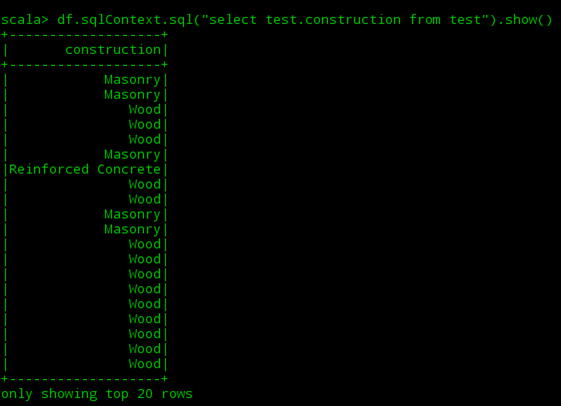 scala> df.sqlContext.sql("select test.construction from test").show()
+-------------------+
|       construction|
+-------------------+
|            Masonry|
|            Masonry|
|               Wood|
|               Wood|
|               Wood|
|            Masonry|
|Reinforced Concrete|
|               Wood|
|               Wood|
|            Masonry|
|            Masonry|
|               Wood|
|               Wood|
|               Wood|
|               Wood|
|               Wood|
|               Wood|
|               Wood|
|               Wood|
|               Wood|
+-------------------+
only showing top 20 rows